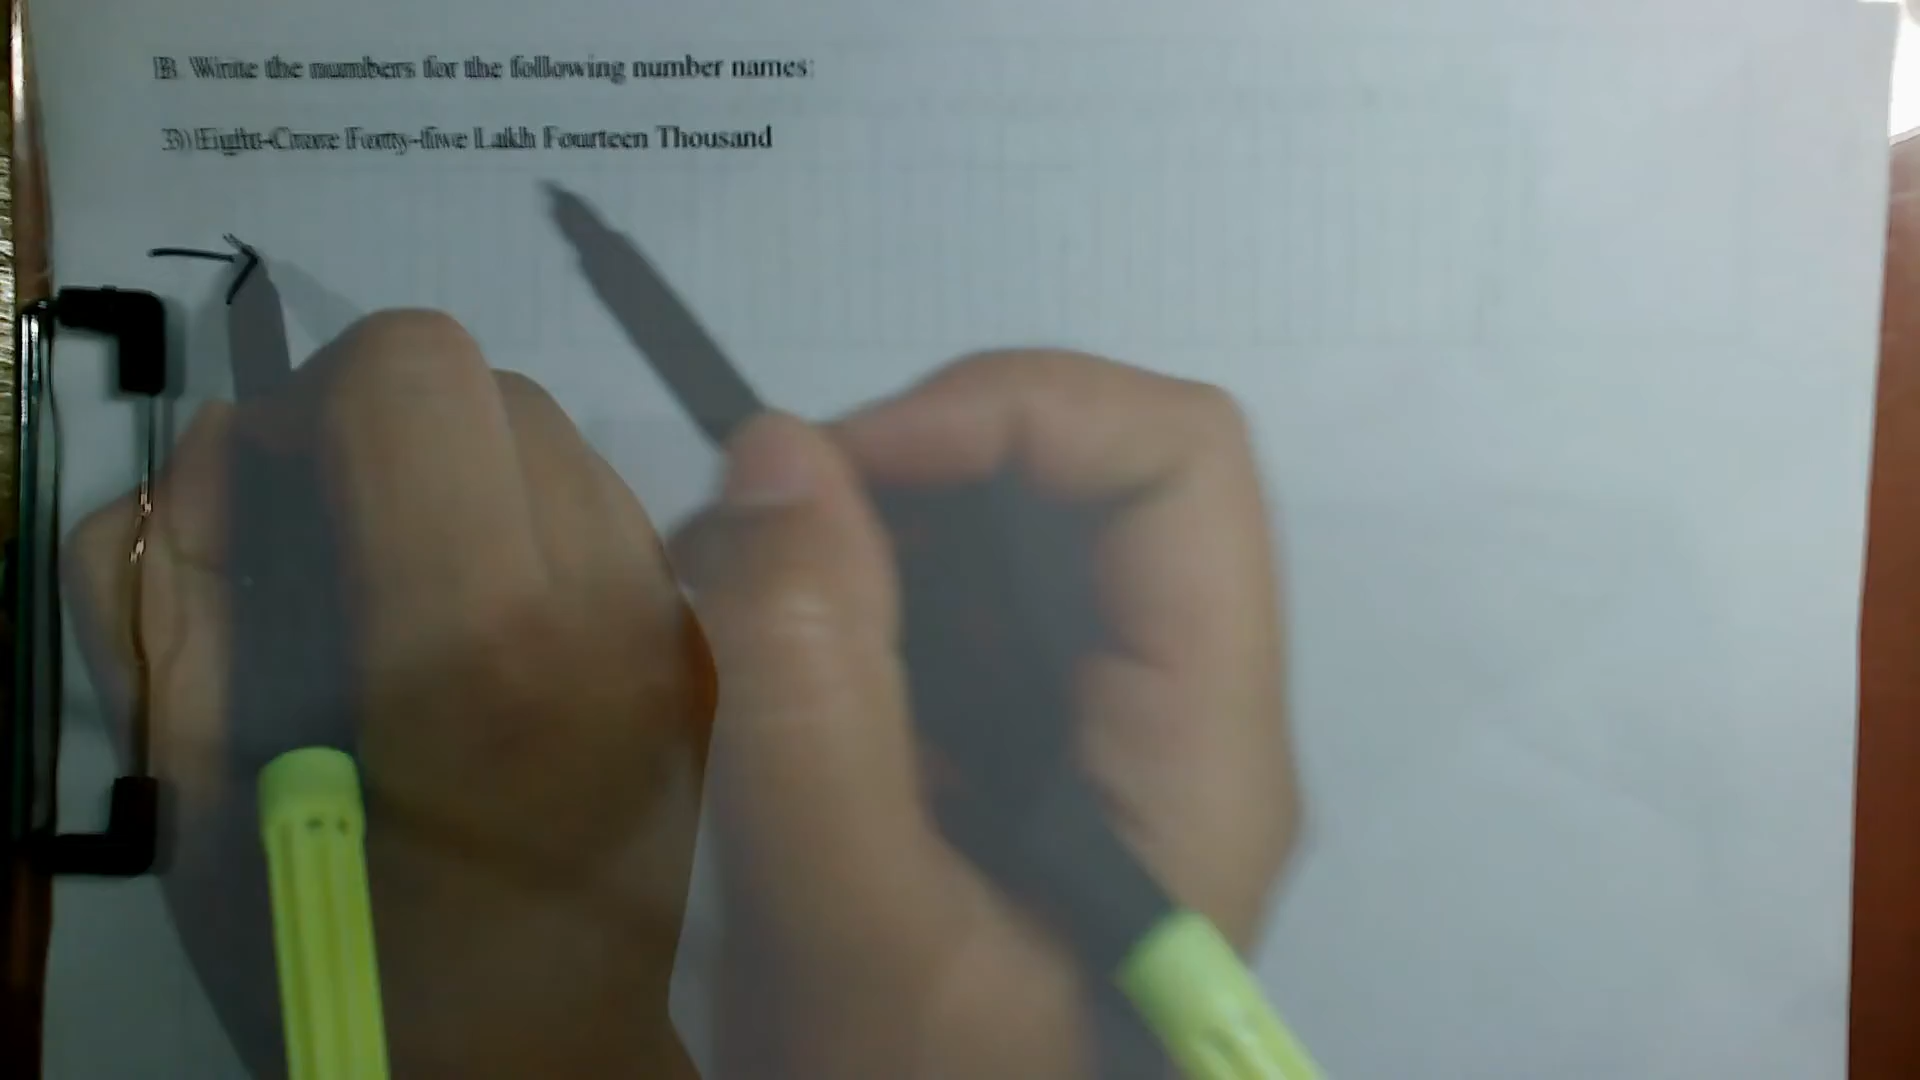 B. Write the numbers for the following number names:
3) Eight-Crore Forty-five Lakh Fourteen Thousand